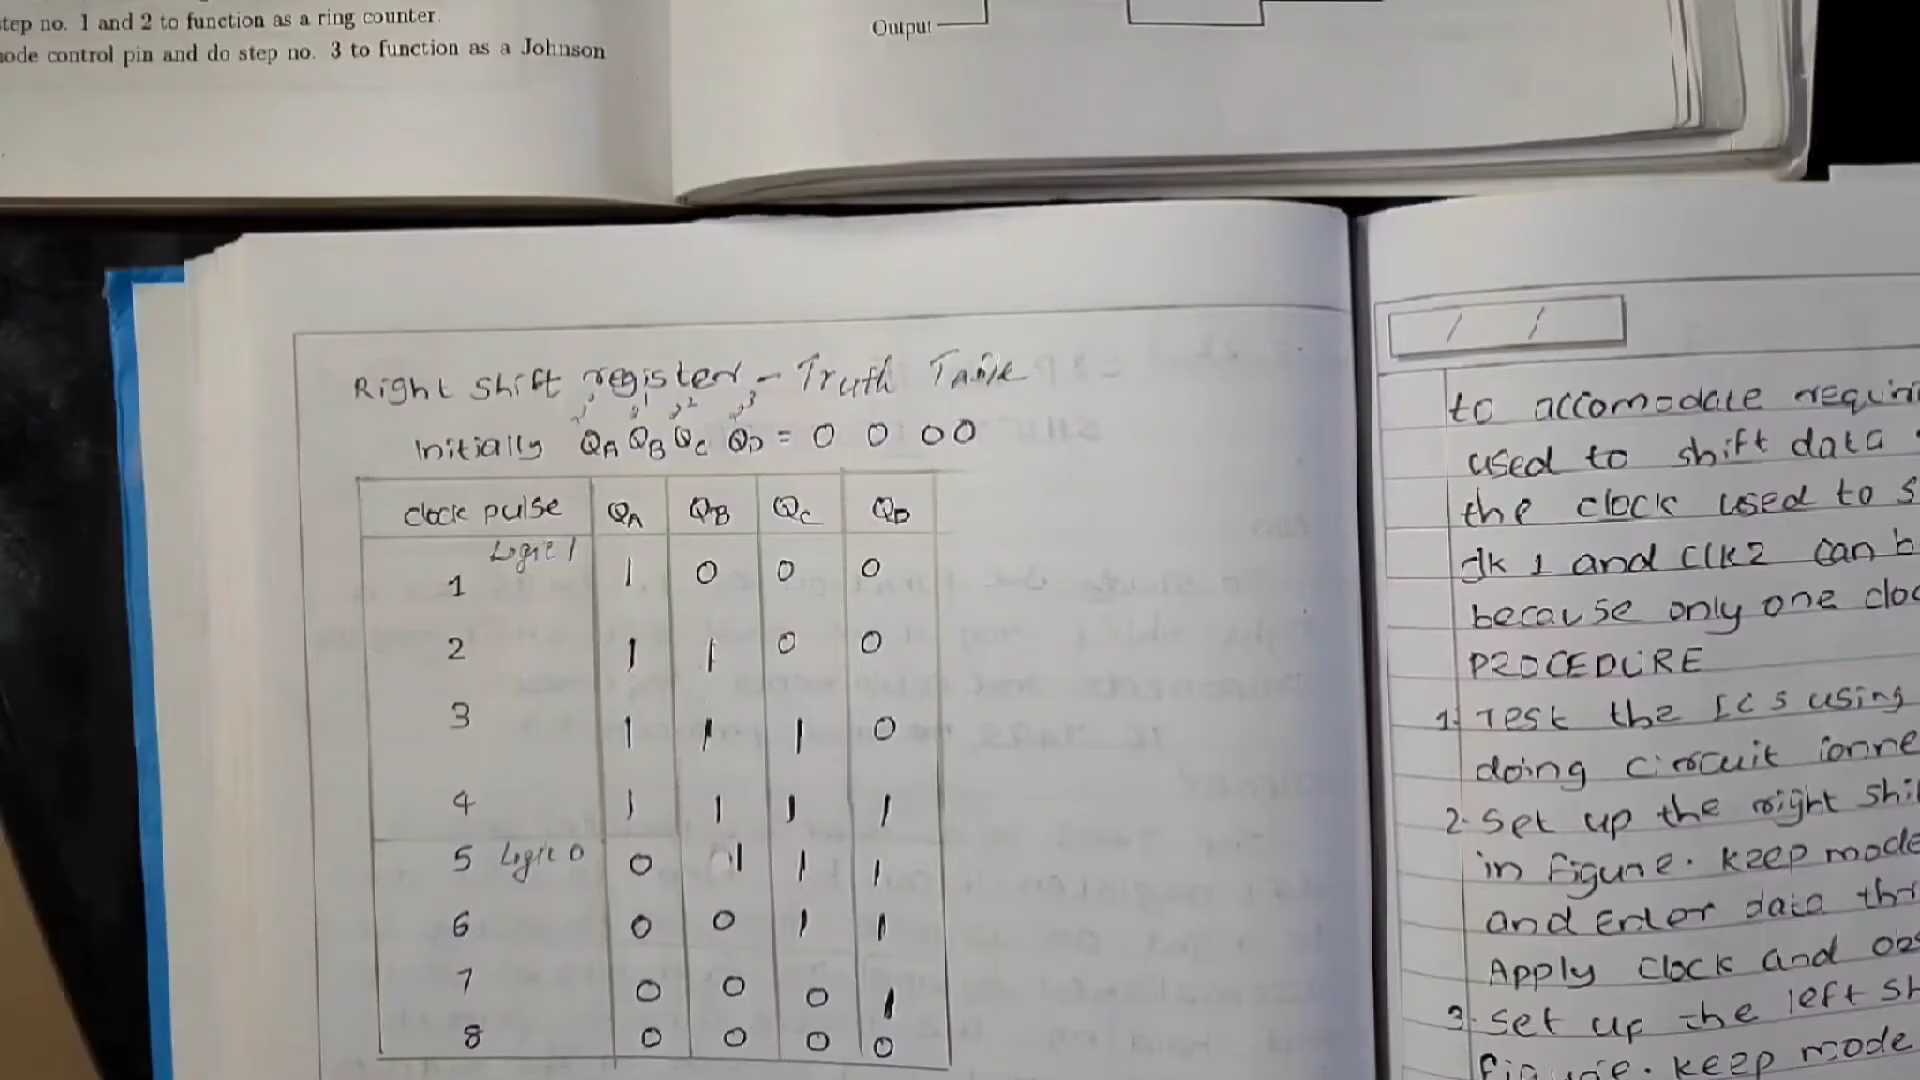 step no. 1 and 2 to function as a ring counter.
node control pin and do step no. 3 to function as a Johnson
Output
Right shift register - Truth Table
2⁰ 2¹ 2² 2³
Initially QA QB QC QD = 0 0 0 0
clock pulse QA QB QC QD
Logic 1
1 1 0 0 0
2 1 1 0 0
3 1 1 1 0
4 1 1 1 1
5 Logic 0 0 1 1 1
6 0 0 1 1
7 0 0 0 1
8 0 0 0 0
/ /
to accomodate
used to shift data
the clock used to
clk 1 and clk2 can
because only one
PROCEDURE
1. Test the ICs using
doing circuit
2. Set up the right
in figure. keep mode
and enter data
Apply clock and
3. Set up the left
figure. keep mode